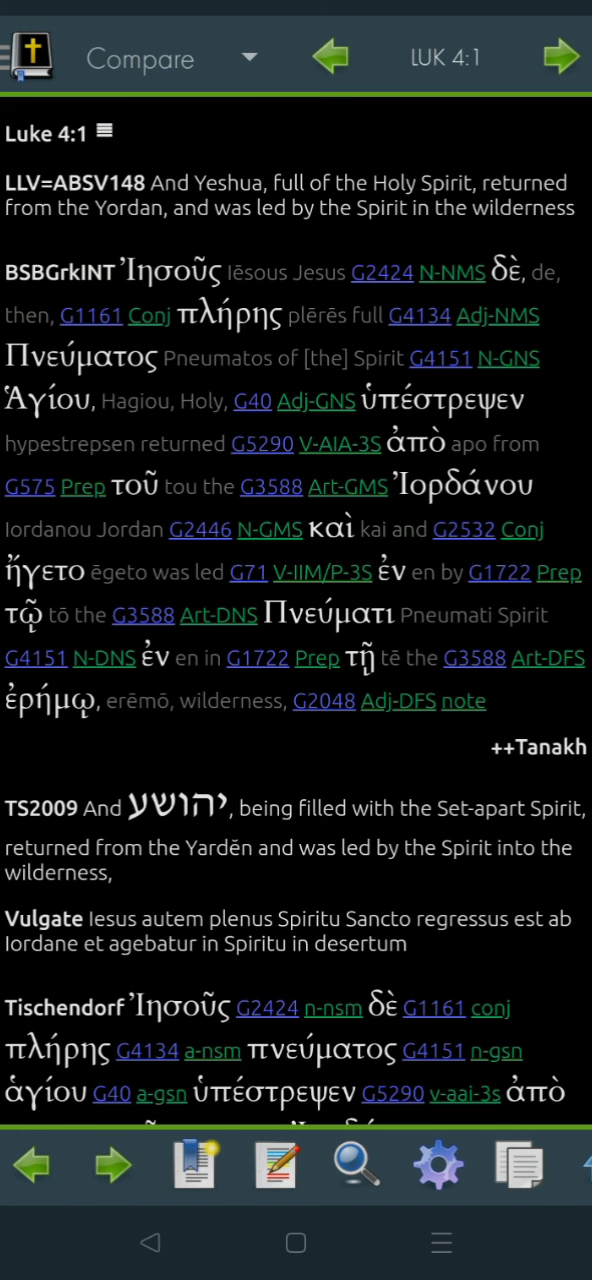 Compare LUK 4:1
Luke 4:1
LLV=ABSV148 And Yeshua, full of the Holy Spirit, returned
from the Yordan, and was led by the Spirit in the wilderness
BSBGrkINT Ἰησοῦς Iēsous Jesus G2424 N-NMS δὲ, de,
then, G1161 Conj πλήρης plērēs full G4134 Adj-NMS
Πνεύματος Pneumatos of [the] Spirit G4151 N-GNS
Ἁγίου, Hagiou, Holy, G40 Adj-GNS ὑπέστρεψεν
hypestrepsen returned G5290 V-AIA-3S ἀπὸ apo from
G575 Prep τοῦ tou the G3588 Art-GMS Ἰορδάνου
Iordanou Jordan G2446 N-GMS καὶ kai and G2532 Conj
ἤγετο ēgeto was led G71 V-IIM/P-3S ἐν en by G1722 Prep
τῷ tō the G3588 Art-DNS Πνεύματι Pneumati Spirit
G4151 N-DNS ἐν en in G1722 Prep τῇ tē the G3588 Art-DFS
ἐρήμῳ, erēmō, wilderness, G2048 Adj-DFS note
++Tanakh
TS2009 And יהושע, being filled with the Set-apart Spirit,
returned from the Yardĕn and was led by the Spirit into the
wilderness,
Vulgate Iesus autem plenus Spiritu Sancto regressus est ab
Iordane et agebatur in Spiritu in desertum
Tischendorf Ἰησοῦς G2424 n-nsm δὲ G1161 conj
πλήρης G4134 a-nsm πνεύματος G4151 n-gsn
ἁγίου G40 a-gsn ὑπέστρεψεν G5290 v-aai-3s ἀπὸ